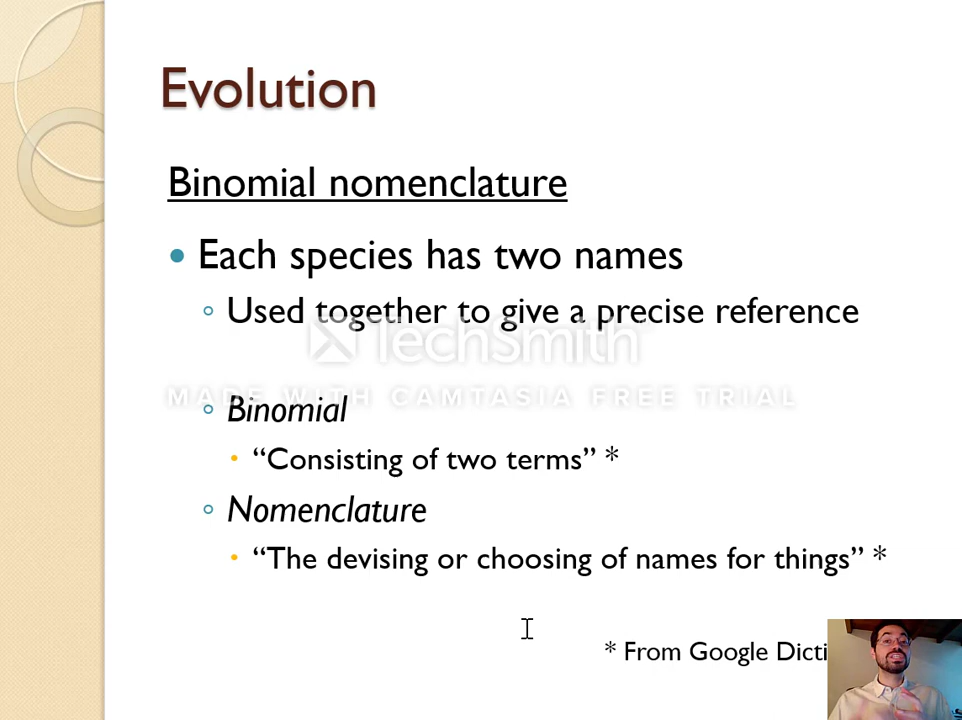 Evolution
Binomial nomenclature
Each species has two names
Used together to give a precise reference
TechSmith
MADE WITH CAMTASIA FREE TRIAL
Binomial
“Consisting of two terms” *
Nomenclature
“The devising or choosing of names for things” *
* From Google Dicti